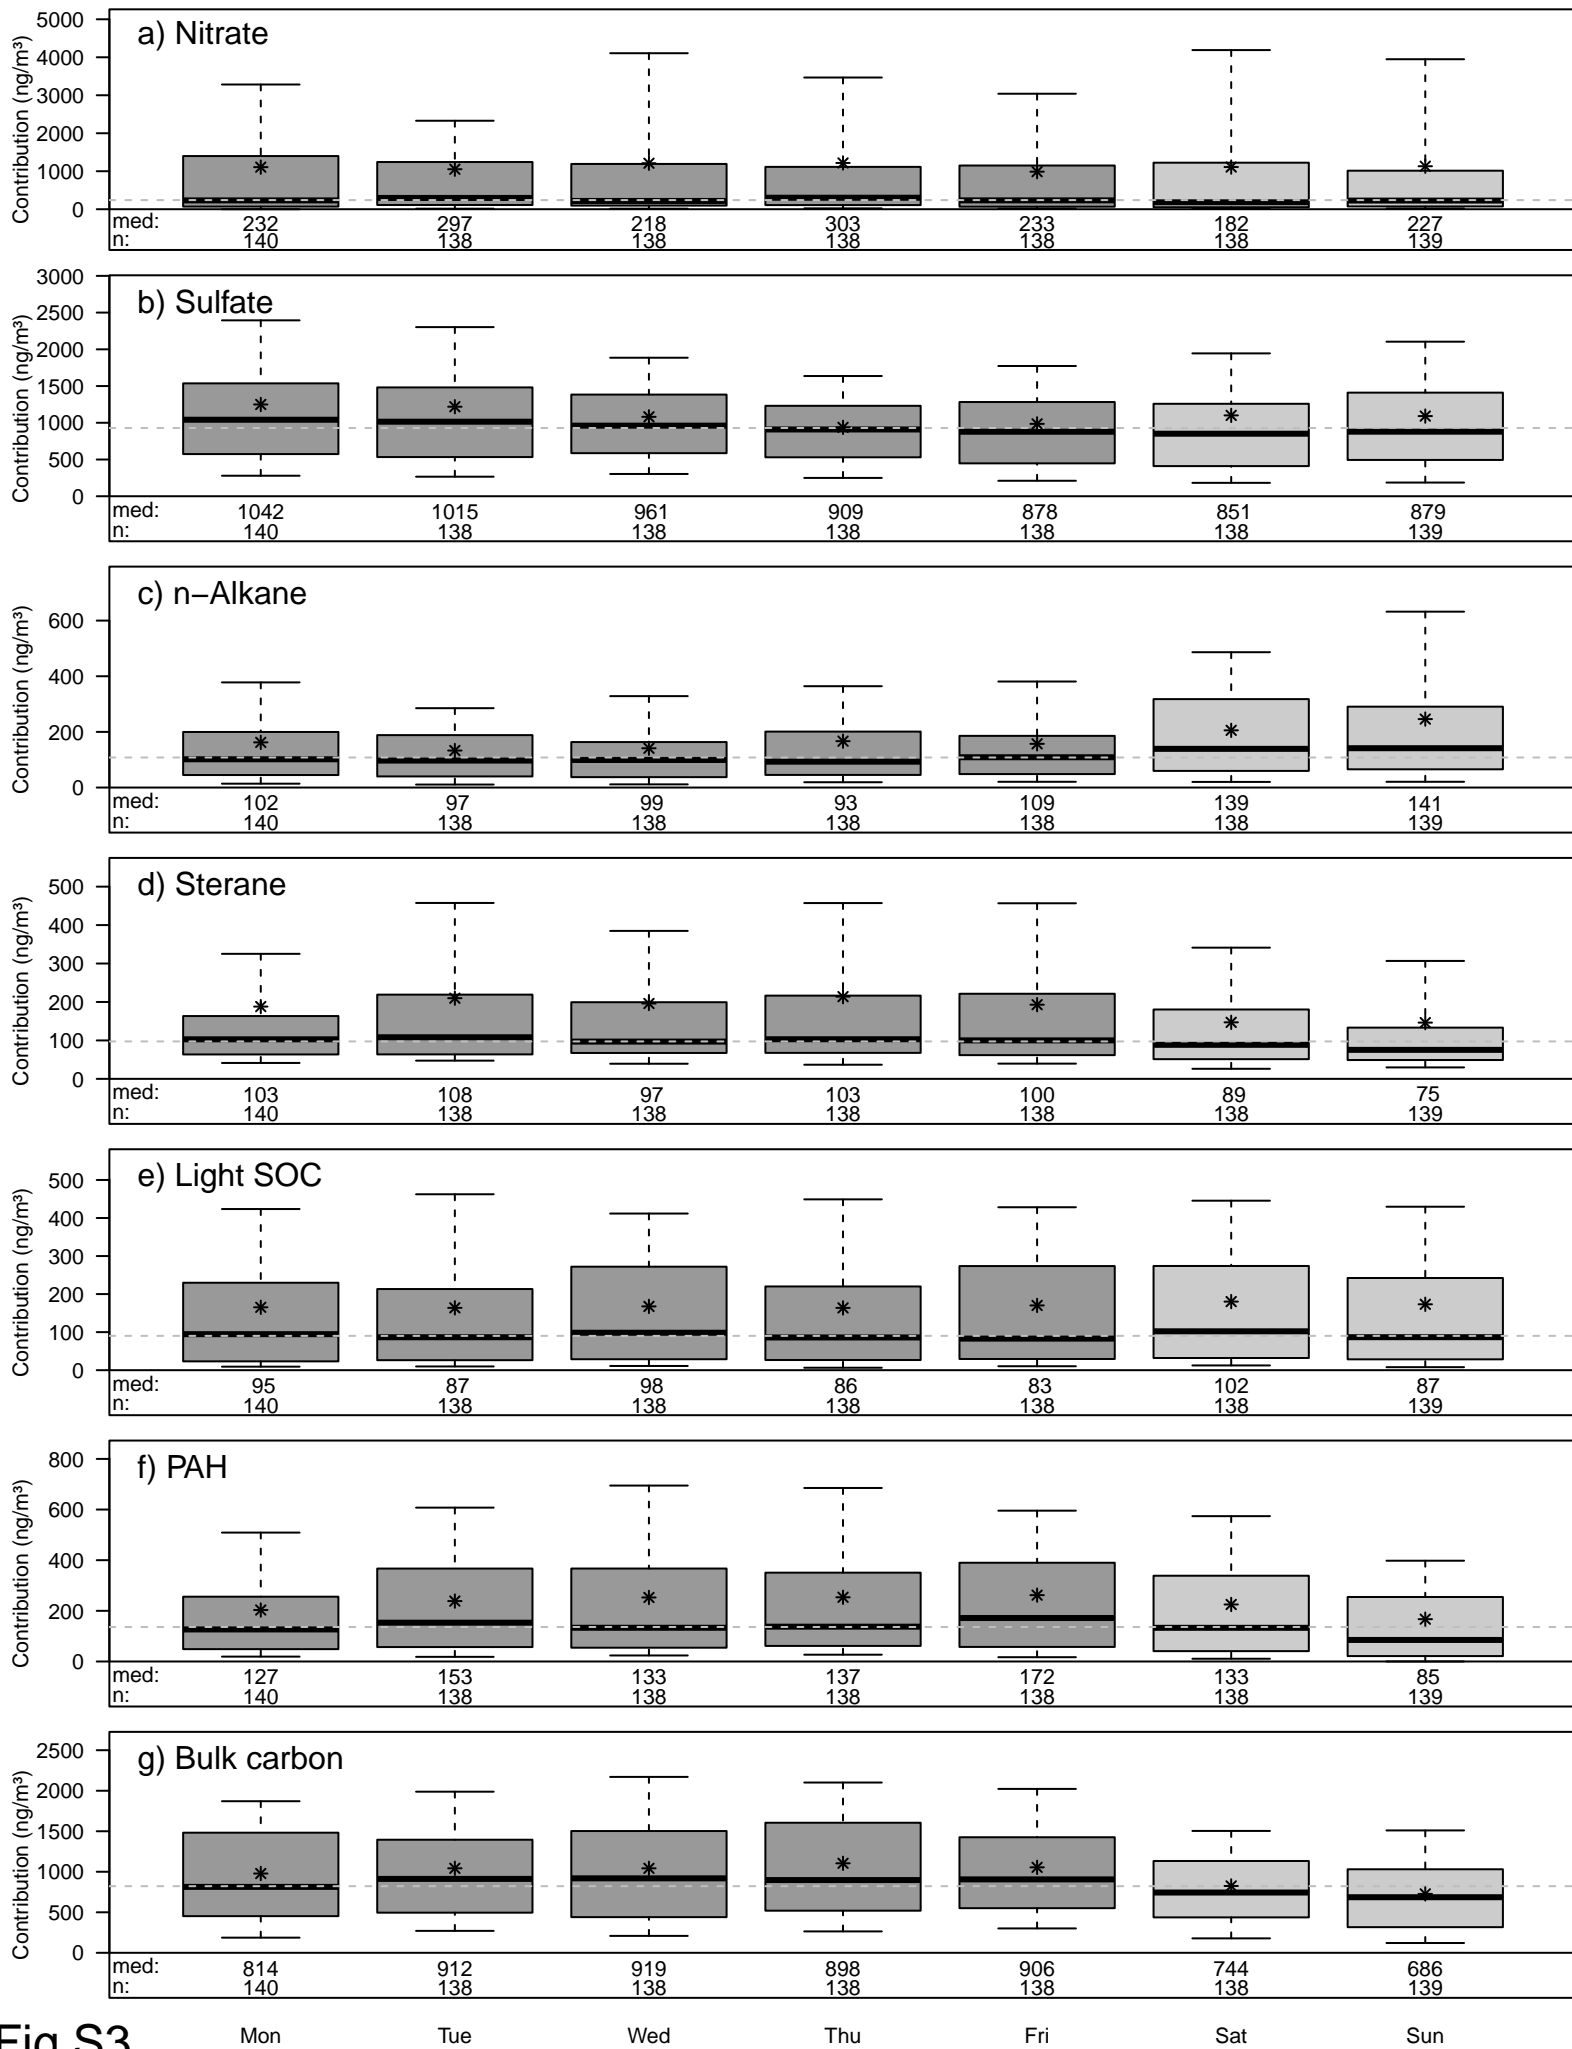 a) Nitrate
Contribution (ng/m³)
5000
4000
3000
2000
1000
0
med: 232 297 218 303 233 182 227
n: 140 138 138 138 138 138 139
b) Sulfate
Contribution (ng/m³)
3000
2500
2000
1500
1000
500
0
med: 1042 1015 961 909 878 851 879
n: 140 138 138 138 138 138 139
c) n−Alkane
Contribution (ng/m³)
600
400
200
0
med: 102 97 99 93 109 139 141
n: 140 138 138 138 138 138 139
d) Sterane
Contribution (ng/m³)
500
400
300
200
100
0
med: 103 108 97 103 100 89 75
n: 140 138 138 138 138 138 139
e) Light SOC
Contribution (ng/m³)
500
400
300
200
100
0
med: 95 87 98 86 83 102 87
n: 140 138 138 138 138 138 139
f) PAH
Contribution (ng/m³)
800
600
400
200
0
med: 127 153 133 137 172 133 85
n: 140 138 138 138 138 138 139
g) Bulk carbon
Contribution (ng/m³)
2500
2000
1500
1000
500
0
med: 814 912 919 898 906 744 686
n: 140 138 138 138 138 138 139
Mon Tue Wed Thu Fri Sat Sun
Fig S3